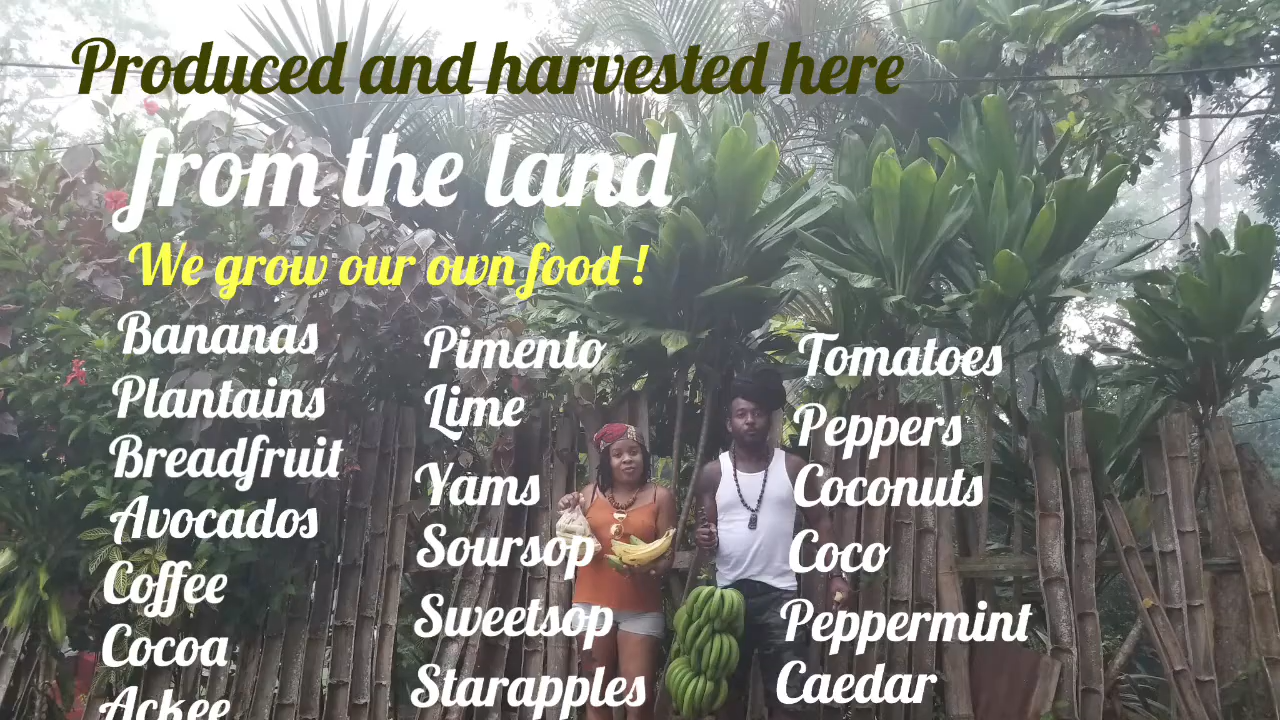 Produced and harvested here
from the land
We grow our own food !
Bananas
Plantains
Breadfruit
Avocados
Coffee
Cocoa
Ackee
Pimento
Lime
Yams
Soursop
Sweetsop
Starapples
Tomatoes
Peppers
Coconuts
Coco
Peppermint
Caedar